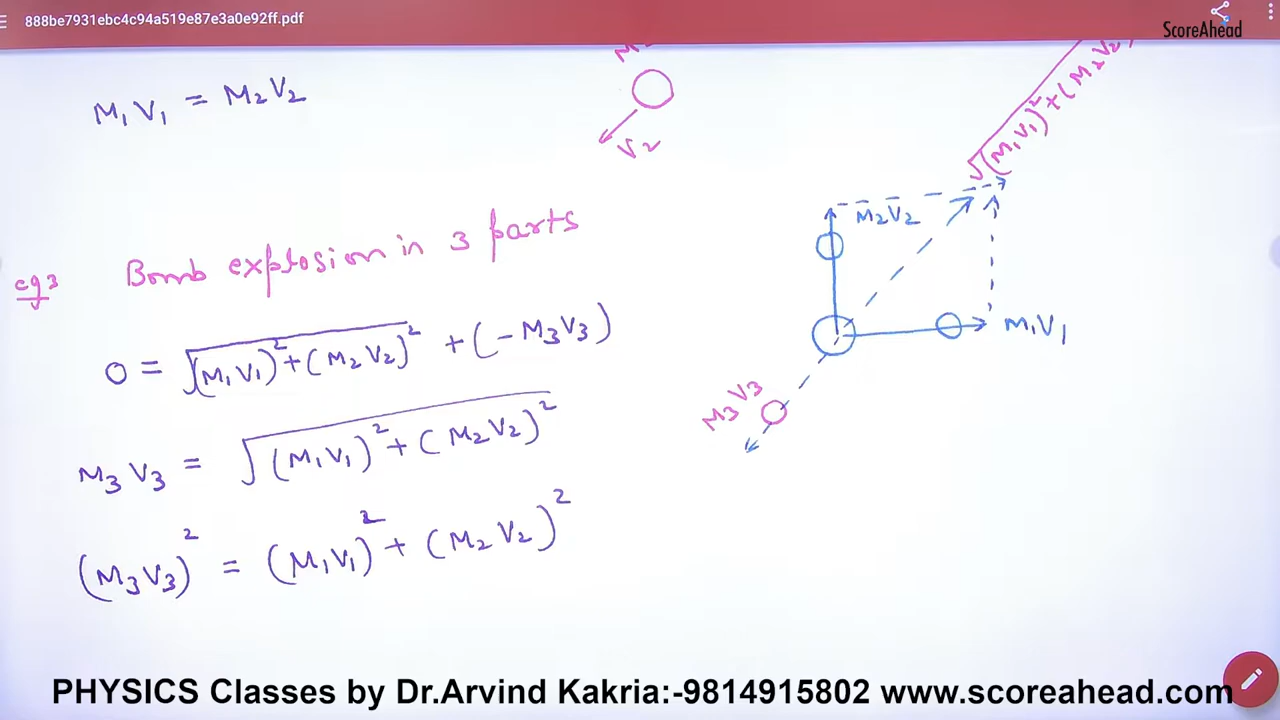 888be7931ebc4c94a519e87e3a0e92ff.pdf
ScoreAhead
M₁V₁ = M₂V₂
V₂
√(M₁V₁)²+(M₂V₂)
M₂V₂
M₁V₁
M₃V₃
eg3 Bomb explosion in 3 parts
0 = √(M₁V₁)²+(M₂V₂)² + (-M₃V₃)
M₃V₃ = √(M₁V₁)²+(M₂V₂)²
(M₃V₃)² = (M₁V₁)²+(M₂V₂)²
PHYSICS Classes by Dr.Arvind Kakria:-9814915802 www.scoreahead.com